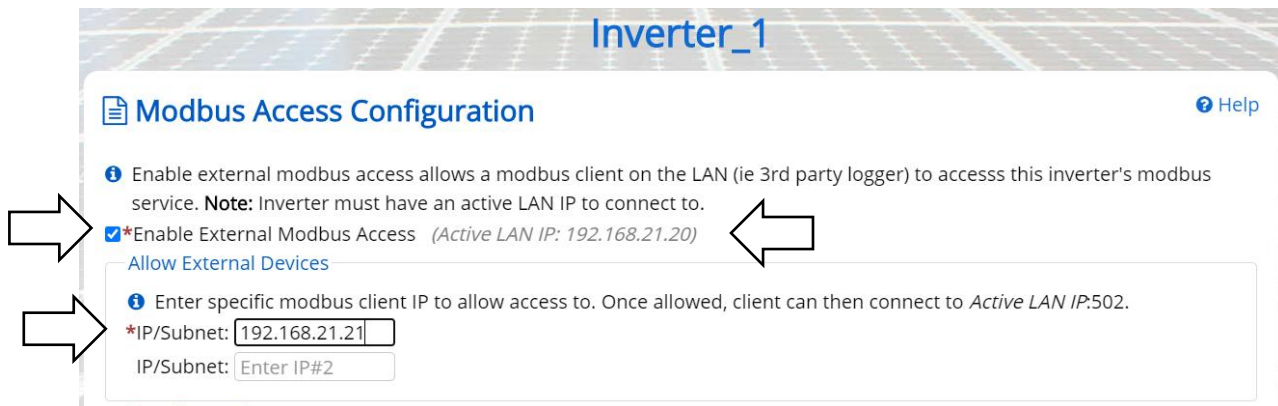 Inverter_1
Modbus Access Configuration
Help
Enable external modbus access allows a modbus client on the LAN (ie 3rd party logger) to accesss this inverter's modbus
service. Note: Inverter must have an active LAN IP to connect to.
*Enable External Modbus Access (Active LAN IP: 192.168.21.20)
Allow External Devices
Enter specific modbus client IP to allow access to. Once allowed, client can then connect to Active LAN IP:502.
*IP/Subnet: 192.168.21.21
IP/Subnet: Enter IP#2